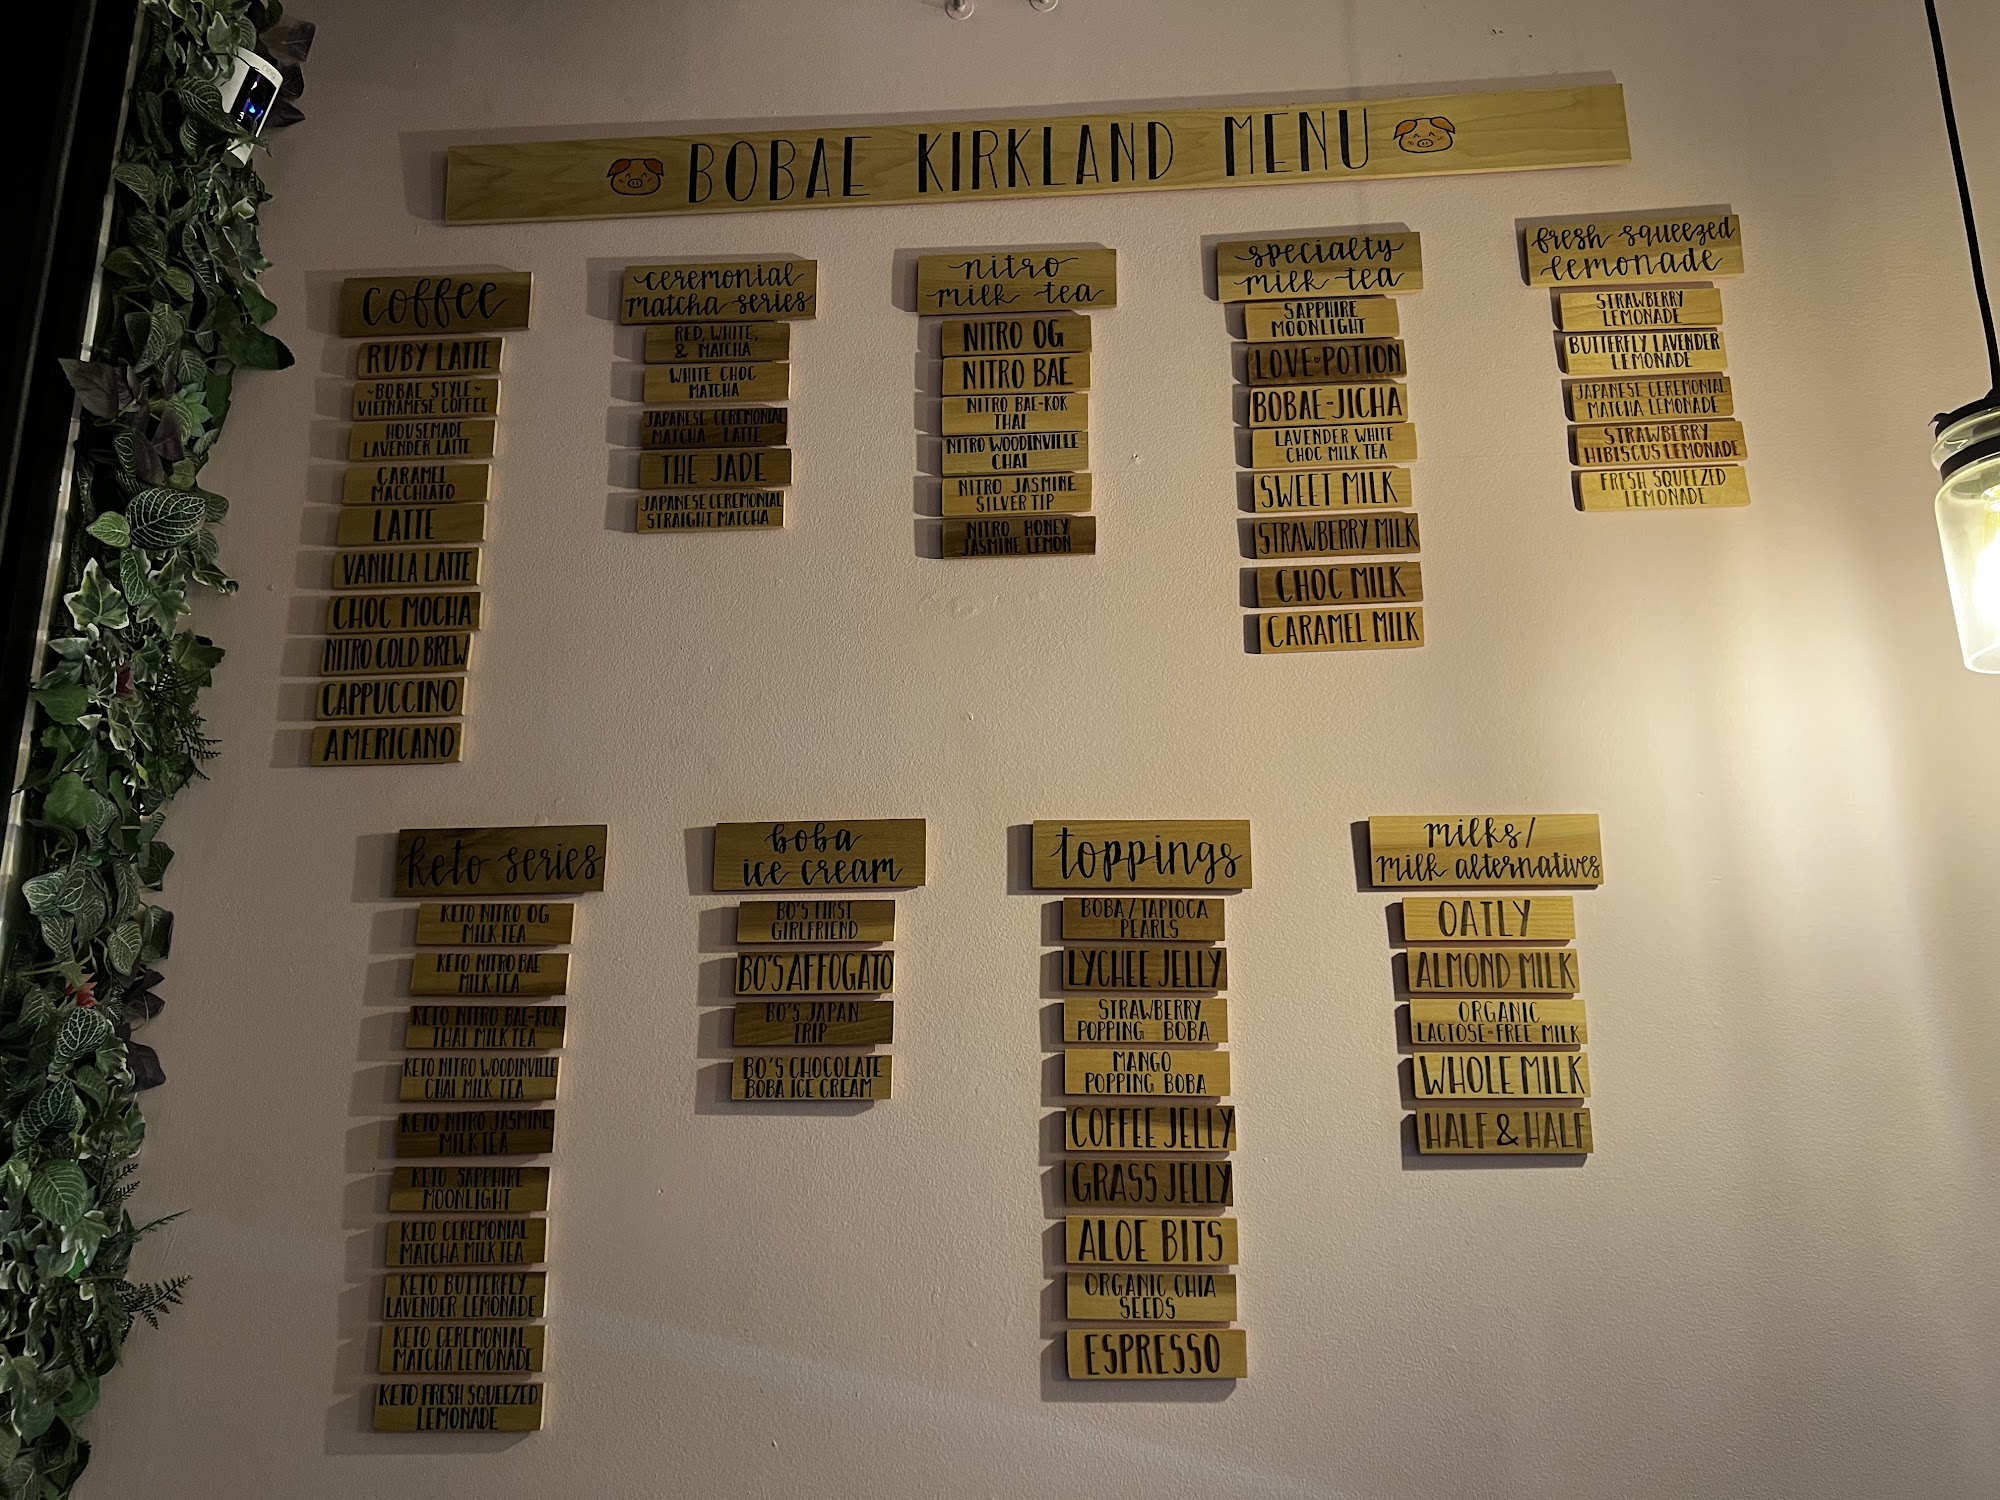 BOBAE KIRKLAND MENU
coffee
RUBY LATTE
~BOBAE STYLE~
VIETNAMESE COFFEE
HOUSEMADE
LAVENDER LATTE
CARAMEL
MACCHIATO
LATTE
VANILLA LATTE
CHOC MOCHA
NITRO COLD BREW
CAPPUCCINO
AMERICANO
ceremonial
matcha series
RED, WHITE,
& MATCHA
WHITE CHOC
MATCHA
JAPANESE CEREMONIAL
MATCHA LATTE
THE JADE
JAPANESE CEREMONIAL
STRAIGHT MATCHA
nitro
milk tea
NITRO OG
NITRO BAE
NITRO BAE-KOK
THAI
NITRO WOODINVILLE
CHAI
NITRO JASMINE
SILVER TIP
NITRO HONEY
JASMINE LEMON
specialty
milk tea
SAPPHIRE
MOONLIGHT
LOVE POTION
BOBAE-JICHA
LAVENDER WHITE
CHOC MILK TEA
SWEET MILK
STRAWBERRY MILK
CHOC MILK
CARAMEL MILK
fresh squeezed
lemonade
STRAWBERRY
LEMONADE
BUTTERFLY LAVENDER
LEMONADE
JAPANESE CEREMONIAL
MATCHA LEMONADE
STRAWBERRY
HIBISCUS LEMONADE
FRESH SQUEEZED
LEMONADE
keto series
KETO NITRO OG
MILK TEA
KETO NITRO BAE
MILK TEA
KETO NITRO BAE-KOK
THAI MILK TEA
KETO NITRO WOODINVILLE
CHAI MILK TEA
KETO NITRO JASMINE
MILK TEA
KETO SAPPHIRE
MOONLIGHT
KETO CEREMONIAL
MATCHA MILK TEA
KETO BUTTERFLY
LAVENDER LEMONADE
KETO CEREMONIAL
MATCHA LEMONADE
KETO FRESH SQUEEZED
LEMONADE
boba
ice cream
BO'S FIRST
GIRLFRIEND
BO'S AFFOGATO
BO'S JAPAN
TRIP
BO'S CHOCOLATE
BOBA ICE CREAM
toppings
BOBA/TAPIOCA
PEARLS
LYCHEE JELLY
STRAWBERRY
POPPING BOBA
MANGO
POPPING BOBA
COFFEE JELLY
GRASS JELLY
ALOE BITS
ORGANIC CHIA
SEEDS
ESPRESSO
milks/
milk alternatives
OATLY
ALMOND MILK
ORGANIC
LACTOSE-FREE MILK
WHOLE MILK
HALF & HALF